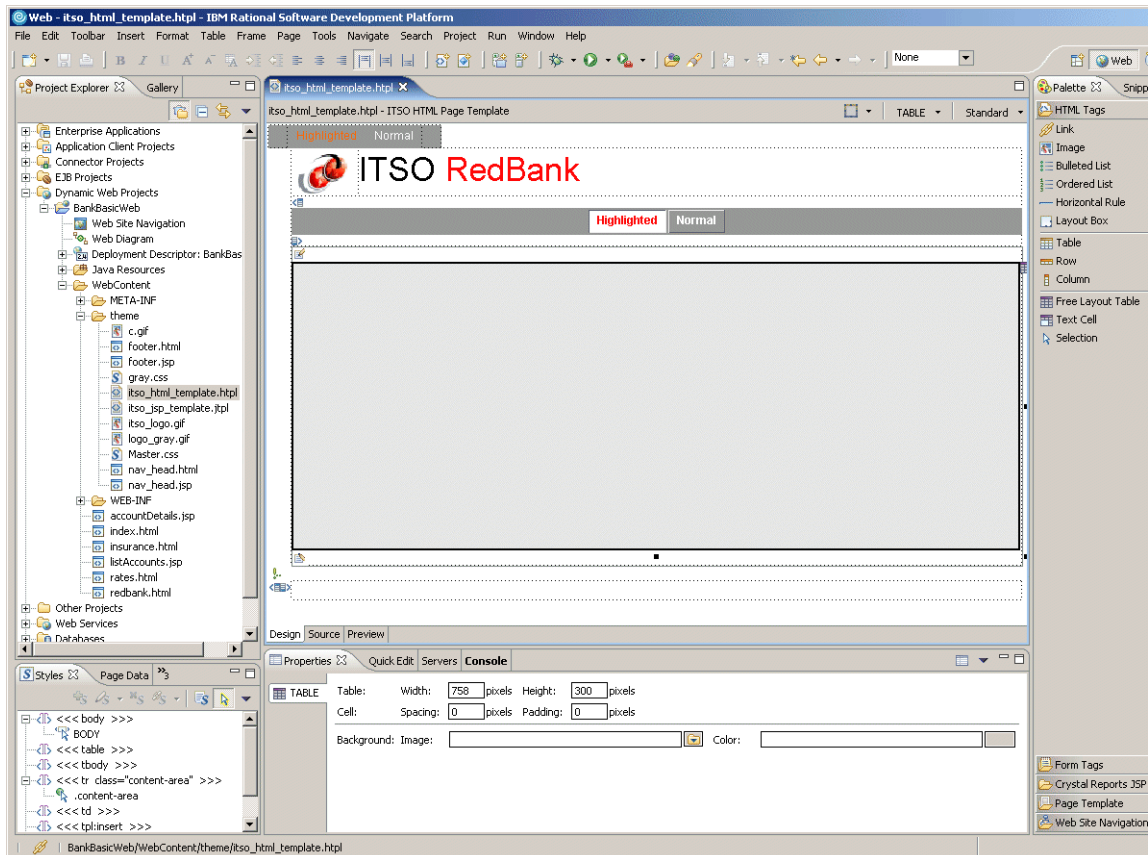 Web - itso_html_template.htpl - IBM Rational Software Development Platform
File Edit Toolbar Insert Format Table Frame Page Tools Navigate Search Project Run Window Help
None
Web
Project Explorer Gallery
Enterprise Applications
Application Client Projects
Connector Projects
EJB Projects
Dynamic Web Projects
BankBasicWeb
Web Site Navigation
Web Diagram
Deployment Descriptor: BankBas
Java Resources
WebContent
META-INF
theme
c.gif
footer.html
footer.jsp
gray.css
itso_html_template.htpl
itso_jsp_template.jtpl
itso_logo.gif
logo_gray.gif
Master.css
nav_head.html
nav_head.jsp
WEB-INF
accountDetails.jsp
index.html
insurance.html
listAccounts.jsp
rates.html
redbank.html
Other Projects
Web Services
Databases
itso_html_template.htpl
itso_html_template.htpl - ITSO HTML Page Template
TABLE Standard
Highlighted Normal
ITSO RedBank
Highlighted Normal
Design Source Preview
Palette Snipp
HTML Tags
Link
Image
Bulleted List
Ordered List
Horizontal Rule
Layout Box
Table
Row
Column
Free Layout Table
Text Cell
Selection
Form Tags
Crystal Reports JSP
Page Template
Web Site Navigation
Styles Page Data »3
<<< body >>>
BODY
<<< table >>>
<<< tbody >>>
<<< tr class="content-area" >>>
.content-area
<<< td >>>
<<< tpl:insert >>>
Properties Quick Edit Servers Console
TABLE
Table: Width: 758 pixels Height: 300 pixels
Cell: Spacing: 0 pixels Padding: 0 pixels
Background: Image: Color:
BankBasicWeb/WebContent/theme/itso_html_template.htpl